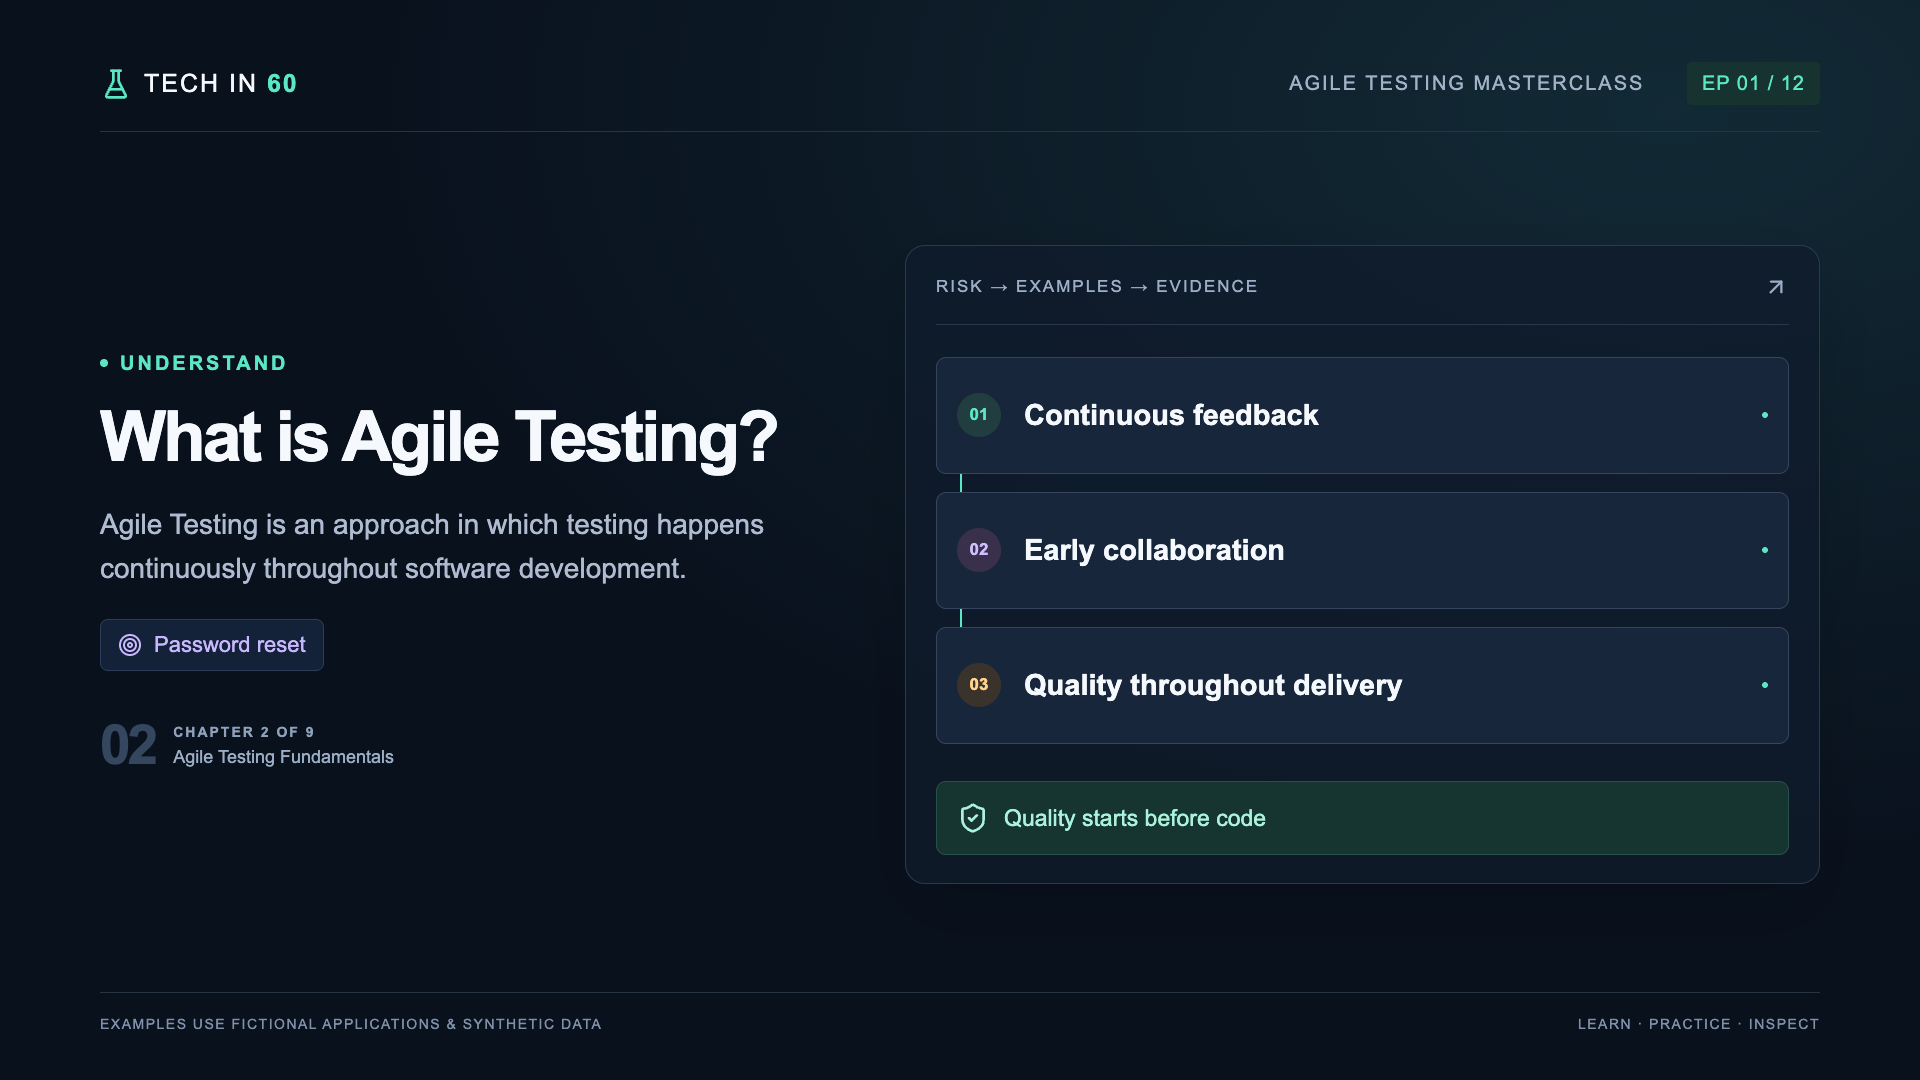 TECH IN 60
AGILE TESTING MASTERCLASS
EP 01 / 12
UNDERSTAND
What is Agile Testing?
Agile Testing is an approach in which testing happens
continuously throughout software development.
Password reset
02
CHAPTER 2 OF 9
Agile Testing Fundamentals
RISK → EXAMPLES → EVIDENCE
01
Continuous feedback
02
Early collaboration
03
Quality throughout delivery
Quality starts before code
EXAMPLES USE FICTIONAL APPLICATIONS & SYNTHETIC DATA
LEARN · PRACTICE · INSPECT